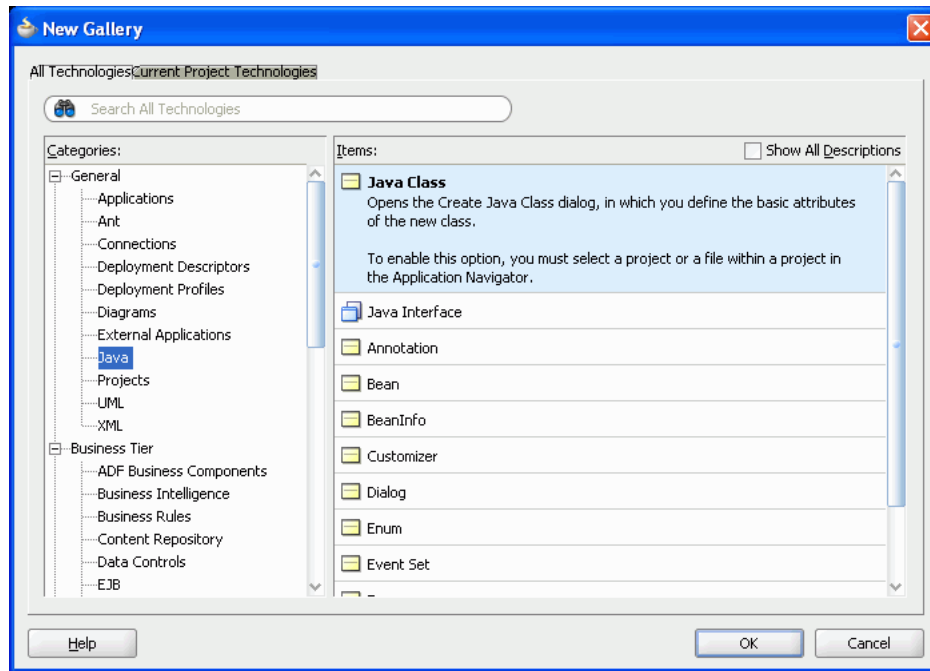 New Gallery
All Technologies Current Project Technologies
Search All Technologies
Categories:
General
Applications
Ant
Connections
Deployment Descriptors
Deployment Profiles
Diagrams
External Applications
Java
Projects
UML
XML
Business Tier
ADF Business Components
Business Intelligence
Business Rules
Content Repository
Data Controls
EJB
Items: Show All Descriptions
Java Class
Opens the Create Java Class dialog, in which you define the basic attributes
of the new class.
To enable this option, you must select a project or a file within a project in
the Application Navigator.
Java Interface
Annotation
Bean
BeanInfo
Customizer
Dialog
Enum
Event Set
Help OK Cancel